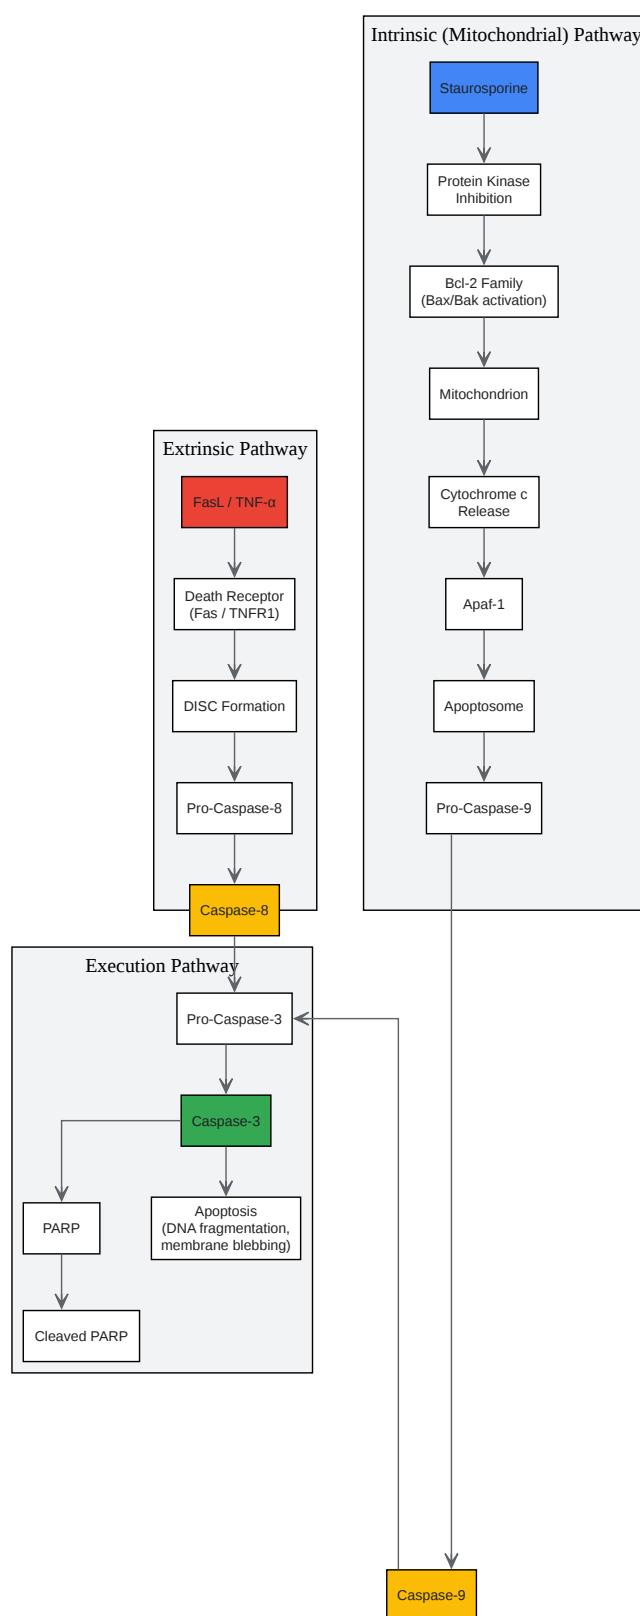 Intrinsic (Mitochondrial) Pathway
Staurosporine
Protein Kinase
Inhibition
Bcl-2 Family
(Bax/Bak activation)
Mitochondrion
Cytochrome c
Release
Apaf-1
Apoptosome
Pro-Caspase-9
Extrinsic Pathway
FasL / TNF-α
Death Receptor
(Fas / TNFR1)
DISC Formation
Pro-Caspase-8
Caspase-8
Execution Pathway
Pro-Caspase-3
Caspase-3
PARP
Apoptosis
(DNA fragmentation,
membrane blebbing)
Cleaved PARP
Caspase-9